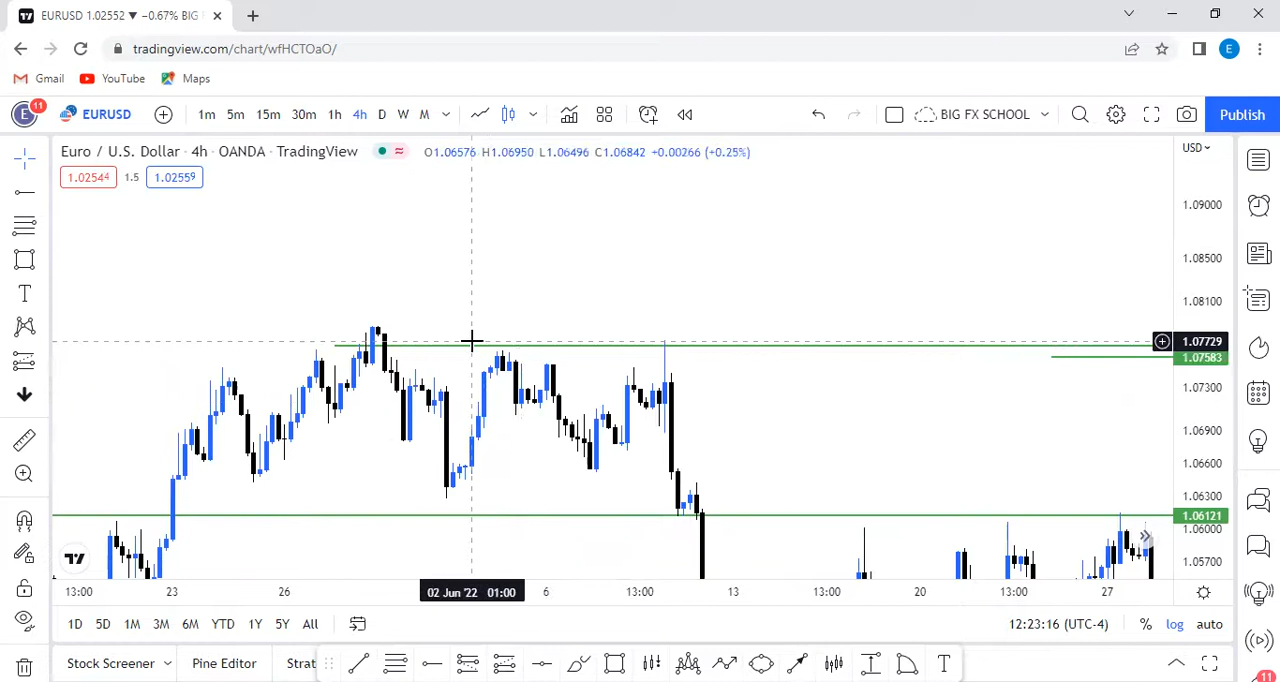 EURUSD 1.02552 ▼ −0.67% BIG
tradingview.com/chart/wfHCTOaO/
E
Gmail YouTube Maps
E 11 EURUSD 1m 5m 15m 30m 1h 4h D W M BIG FX SCHOOL Publish
Euro / U.S. Dollar · 4h · OANDA · TradingView O1.06576 H1.06950 L1.06496 C1.06842 +0.00266 (+0.25%) USD
1.02544 1.5 1.02559
1.09000
1.08500
1.08100
1.07729
1.07583
1.07300
1.06900
1.06600
1.06300
1.06121
1.06000
1.05700
T
13:00 23 26 02 Jun '22 01:00 6 13:00 13 13:00 20 13:00 27
1D 5D 1M 3M 6M YTD 1Y 5Y All 12:23:16 (UTC-4) % log auto
Stock Screener Pine Editor Strat T 11